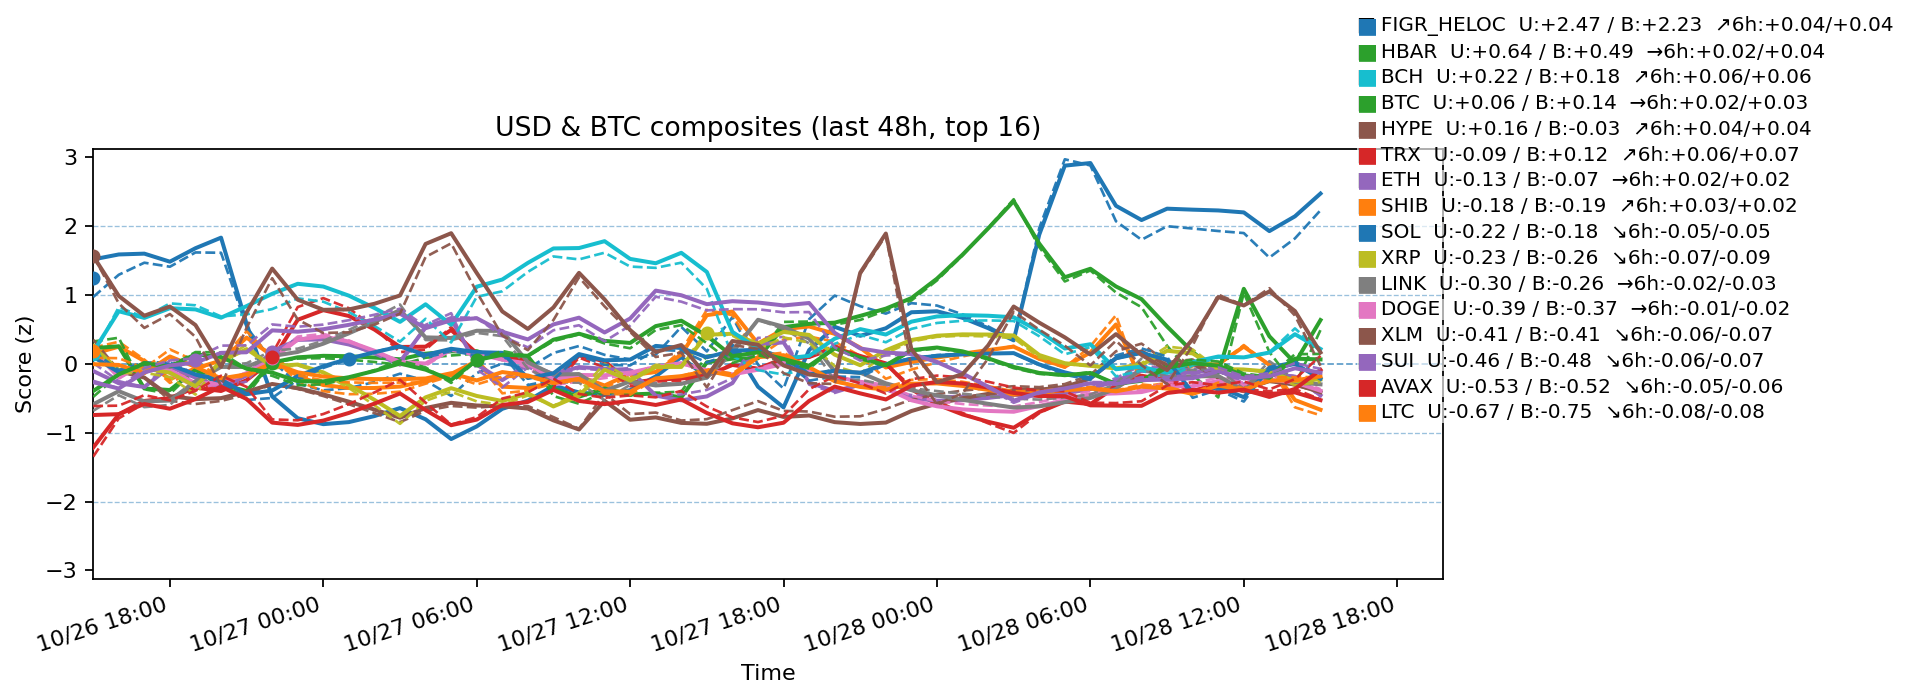 FIGR_HELOC U:+2.47 / B:+2.23 ↗6h:+0.04/+0.04
HBAR U:+0.64 / B:+0.49 →6h:+0.02/+0.04
BCH U:+0.22 / B:+0.18 ↗6h:+0.06/+0.06
BTC U:+0.06 / B:+0.14 →6h:+0.02/+0.03
HYPE U:+0.16 / B:-0.03 ↗6h:+0.04/+0.04
TRX U:-0.09 / B:+0.12 ↗6h:+0.06/+0.07
ETH U:-0.13 / B:-0.07 →6h:+0.02/+0.02
SHIB U:-0.18 / B:-0.19 ↗6h:+0.03/+0.02
SOL U:-0.22 / B:-0.18 ↘6h:-0.05/-0.05
XRP U:-0.23 / B:-0.26 ↘6h:-0.07/-0.09
LINK U:-0.30 / B:-0.26 →6h:-0.02/-0.03
DOGE U:-0.39 / B:-0.37 →6h:-0.01/-0.02
XLM U:-0.41 / B:-0.41 ↘6h:-0.06/-0.07
SUI U:-0.46 / B:-0.48 ↘6h:-0.06/-0.07
AVAX U:-0.53 / B:-0.52 ↘6h:-0.05/-0.06
LTC U:-0.67 / B:-0.75 ↘6h:-0.08/-0.08
USD & BTC composites (last 48h, top 16)
Score (z)
3
2
1
0
−1
−2
−3
10/26 18:00
10/27 00:00
10/27 06:00
10/27 12:00
10/27 18:00
10/28 00:00
10/28 06:00
10/28 12:00
10/28 18:00
Time